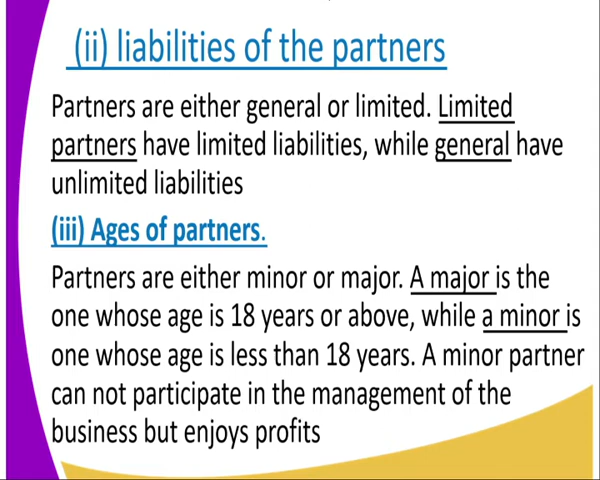 (ii) liabilities of the partners
Partners are either general or limited. Limited
partners have limited liabilities, while general have
unlimited liabilities
(iii) Ages of partners.
Partners are either minor or major. A major is the
one whose age is 18 years or above, while a minor is
one whose age is less than 18 years. A minor partner
can not participate in the management of the
business but enjoys profits